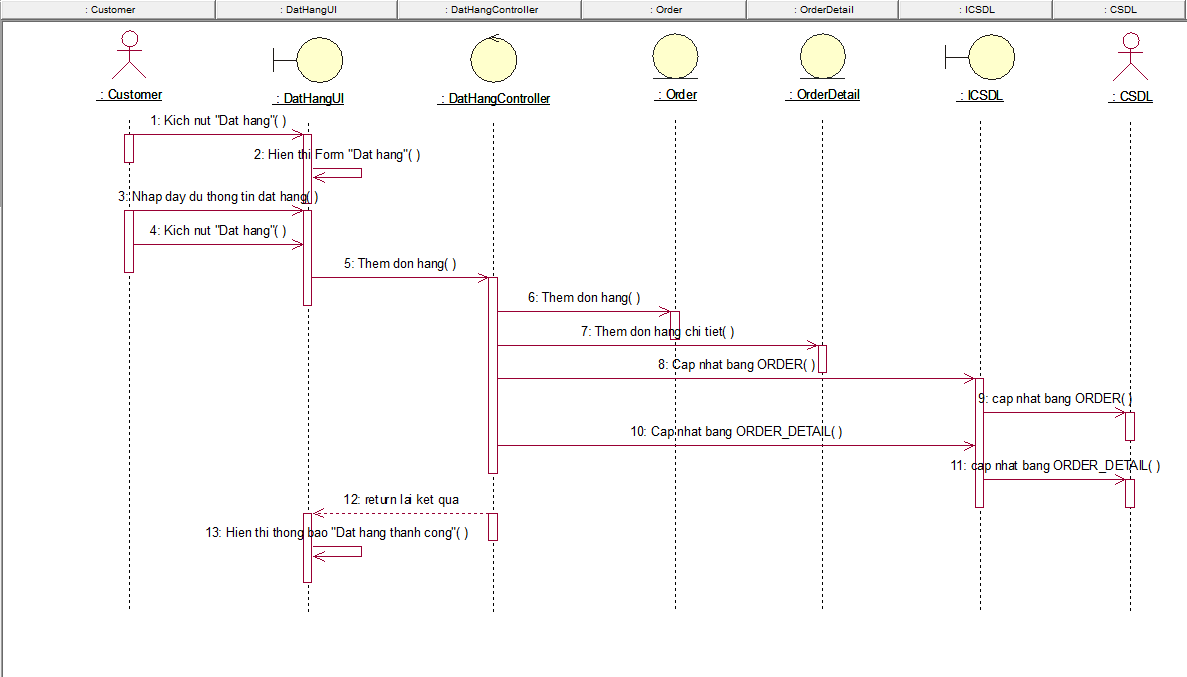 : Customer
: DatHangUI
: DatHangController
: Order
: OrderDetail
: ICSDL
: CSDL
: Customer
: DatHangUI
: DatHangController
: Order
: OrderDetail
: ICSDL
: CSDL
1: Kich nut "Dat hang"( )
2: Hien thi Form "Dat hang"( )
3: Nhap day du thong tin dat hang( )
4: Kich nut "Dat hang"( )
5: Them don hang( )
6: Them don hang( )
7: Them don hang chi tiet( )
8: Cap nhat bang ORDER( )
9: cap nhat bang ORDER( )
10: Cap nhat bang ORDER_DETAIL( )
11: cap nhat bang ORDER_DETAIL( )
12: return lai ket qua
13: Hien thi thong bao "Dat hang thanh cong"( )